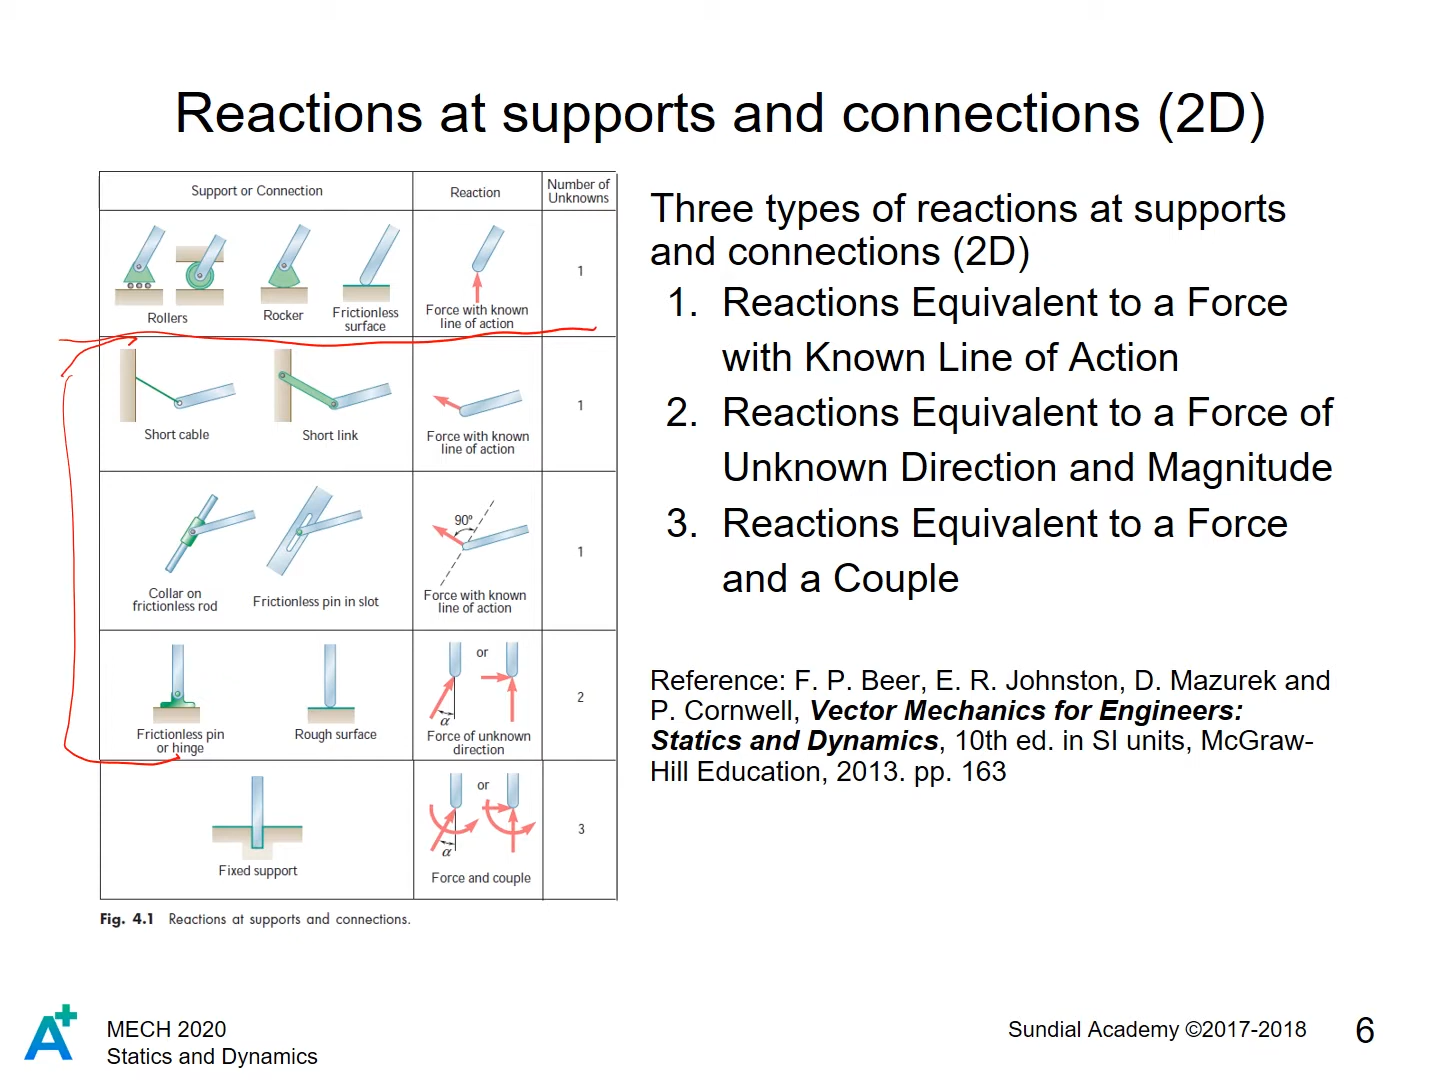 Reactions at supports and connections (2D)
Support or Connection
Reaction
Number of
Unknowns
Rollers
Rocker
Frictionless
surface
Force with known
line of action
1
Short cable
Short link
Force with known
line of action
1
Collar on
frictionless rod
Frictionless pin in slot
90º
Force with known
line of action
1
Frictionless pin
or hinge
Rough surface
or
α
Force of unknown
direction
2
Fixed support
or
α
Force and couple
3
Fig. 4.1 Reactions at supports and connections.
Three types of reactions at supports
and connections (2D)
1. Reactions Equivalent to a Force
with Known Line of Action
2. Reactions Equivalent to a Force of
Unknown Direction and Magnitude
3. Reactions Equivalent to a Force
and a Couple
Reference: F. P. Beer, E. R. Johnston, D. Mazurek and
P. Cornwell, Vector Mechanics for Engineers:
Statics and Dynamics, 10th ed. in SI units, McGraw-
Hill Education, 2013. pp. 163
A+
MECH 2020
Statics and Dynamics
Sundial Academy ©2017-2018
6